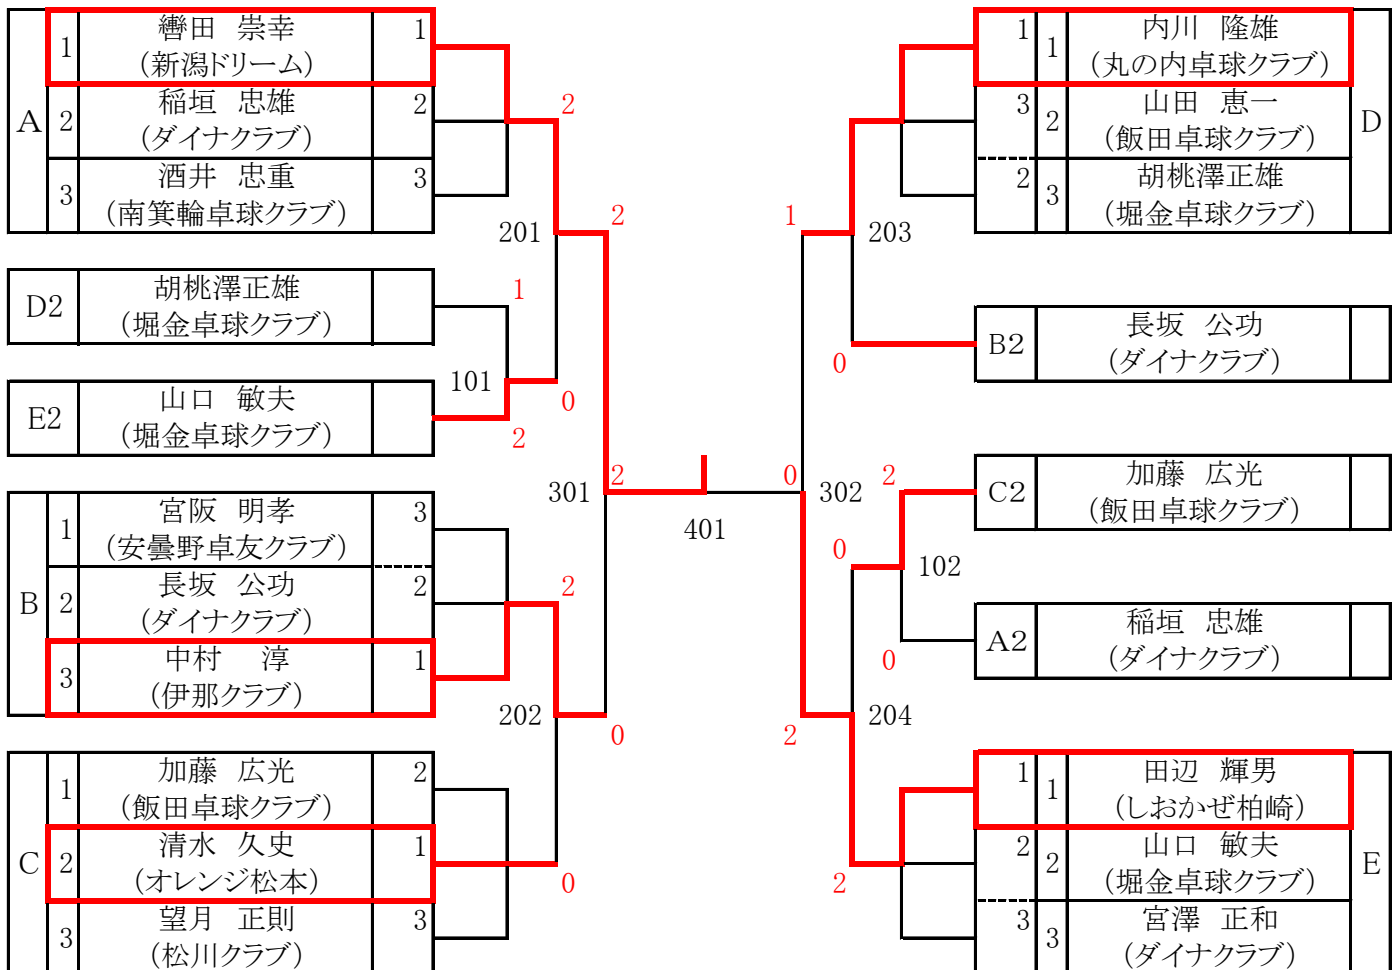 A
1
轡田 崇幸
(新潟ドリーム)
1
2
稲垣 忠雄
(ダイナクラブ)
2
3
酒井 忠重
(南箕輪卓球クラブ)
3
D2
胡桃澤正雄
(堀金卓球クラブ)
E2
山口 敏夫
(堀金卓球クラブ)
B
1
宮阪 明孝
(安曇野卓友クラブ)
3
2
長坂 公功
(ダイナクラブ)
2
3
中村 淳
(伊那クラブ)
1
C
1
加藤 広光
(飯田卓球クラブ)
2
2
清水 久史
(オレンジ松本)
1
3
望月 正則
(松川クラブ)
3
2
201
2
1
101
0
2
301
2
2
202
0
0
401
1
203
0
0
302
2
0
102
0
2
204
2
1
1
内川 隆雄
(丸の内卓球クラブ)
D
3
2
山田 恵一
(飯田卓球クラブ)
2
3
胡桃澤正雄
(堀金卓球クラブ)
B2
長坂 公功
(ダイナクラブ)
C2
加藤 広光
(飯田卓球クラブ)
A2
稲垣 忠雄
(ダイナクラブ)
1
1
田辺 輝男
(しおかぜ柏崎)
E
2
2
山口 敏夫
(堀金卓球クラブ)
3
3
宮澤 正和
(ダイナクラブ)